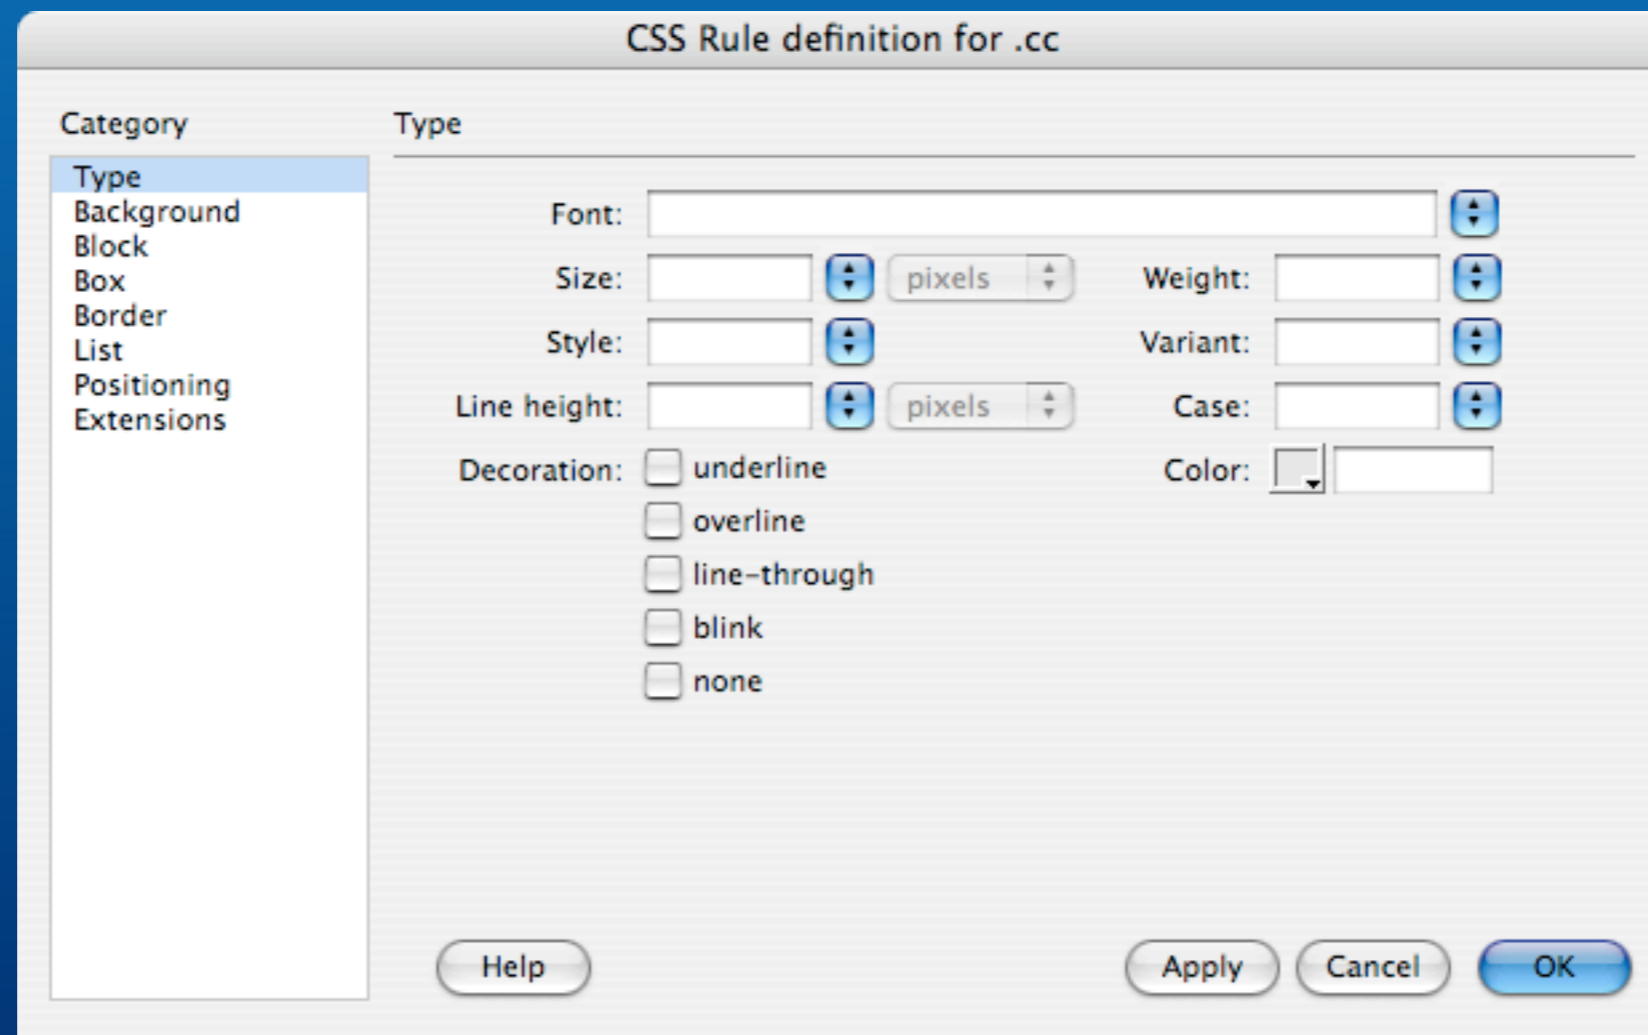 CSS Rule definition for .cc
Category
Type
Background
Block
Box
Border
List
Positioning
Extensions
Type
Font:
Size: pixels Weight:
Style: Variant:
Line height: pixels Case:
Decoration: underline Color:
overline
line-through
blink
none
Help Apply Cancel OK